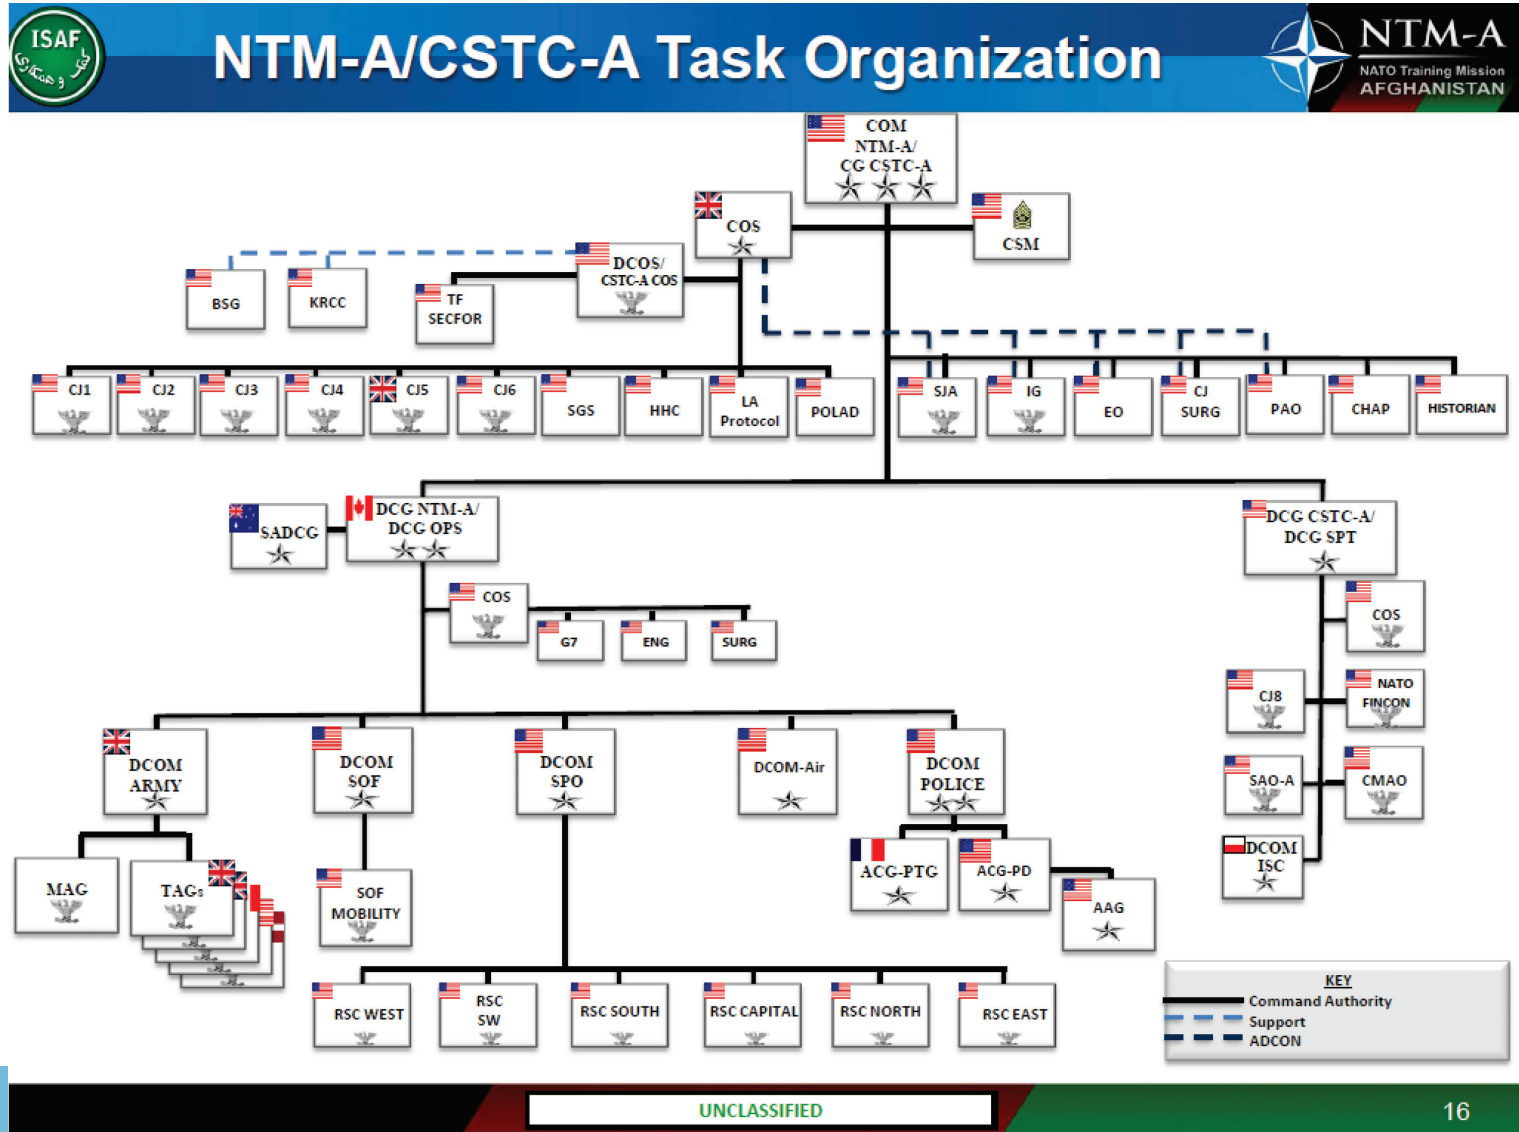 ISAF
NTM-A/CSTC-A Task Organization
NTM-A
NATO Training Mission
AFGHANISTAN
COM
NTM-A/
CG CSTC-A
COS
CSM
DCOS/
CSTC-A COS
BSG
KRCC
TF
SECFOR
CJ1
CJ2
CJ3
CJ4
CJ5
CJ6
SGS
HHC
LA
Protocol
POLAD
SJA
IG
EO
CJ
SURG
PAO
CHAP
HISTORIAN
SADCG
DCG NTM-A/
DCG OPS
DCG CSTC-A/
DCG SPT
COS
G7
ENG
SURG
COS
CJ8
NATO
FINCON
SAO-A
CMAO
DCOM
ISC
DCOM
ARMY
DCOM
SOF
DCOM
SPO
DCOM-Air
DCOM
POLICE
MAG
TAGs
SOF
MOBILITY
ACG-PTG
ACG-PD
AAG
RSC WEST
RSC
SW
RSC SOUTH
RSC CAPITAL
RSC NORTH
RSC EAST
KEY
Command Authority
Support
ADCON
UNCLASSIFIED
16